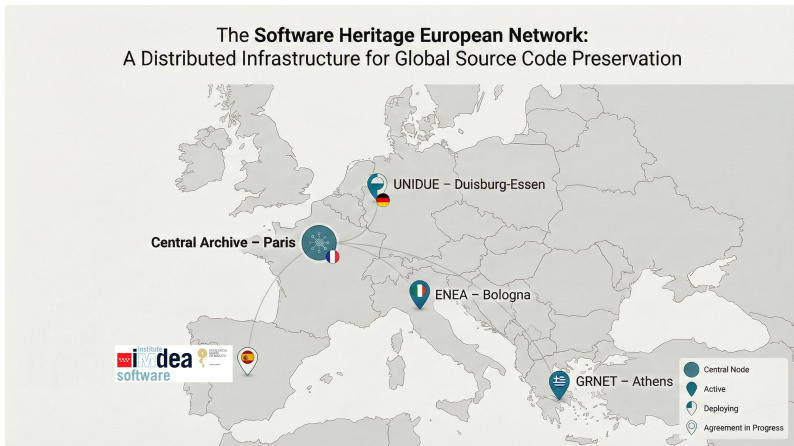 The Software Heritage European Network:
A Distributed Infrastructure for Global Source Code Preservation
UNIDUE – Duisburg-Essen
Central Archive – Paris
ENEA – Bologna
institute
iMdea
software
GRNET – Athens
Central Node
Active
Deploying
Agreement in Progress